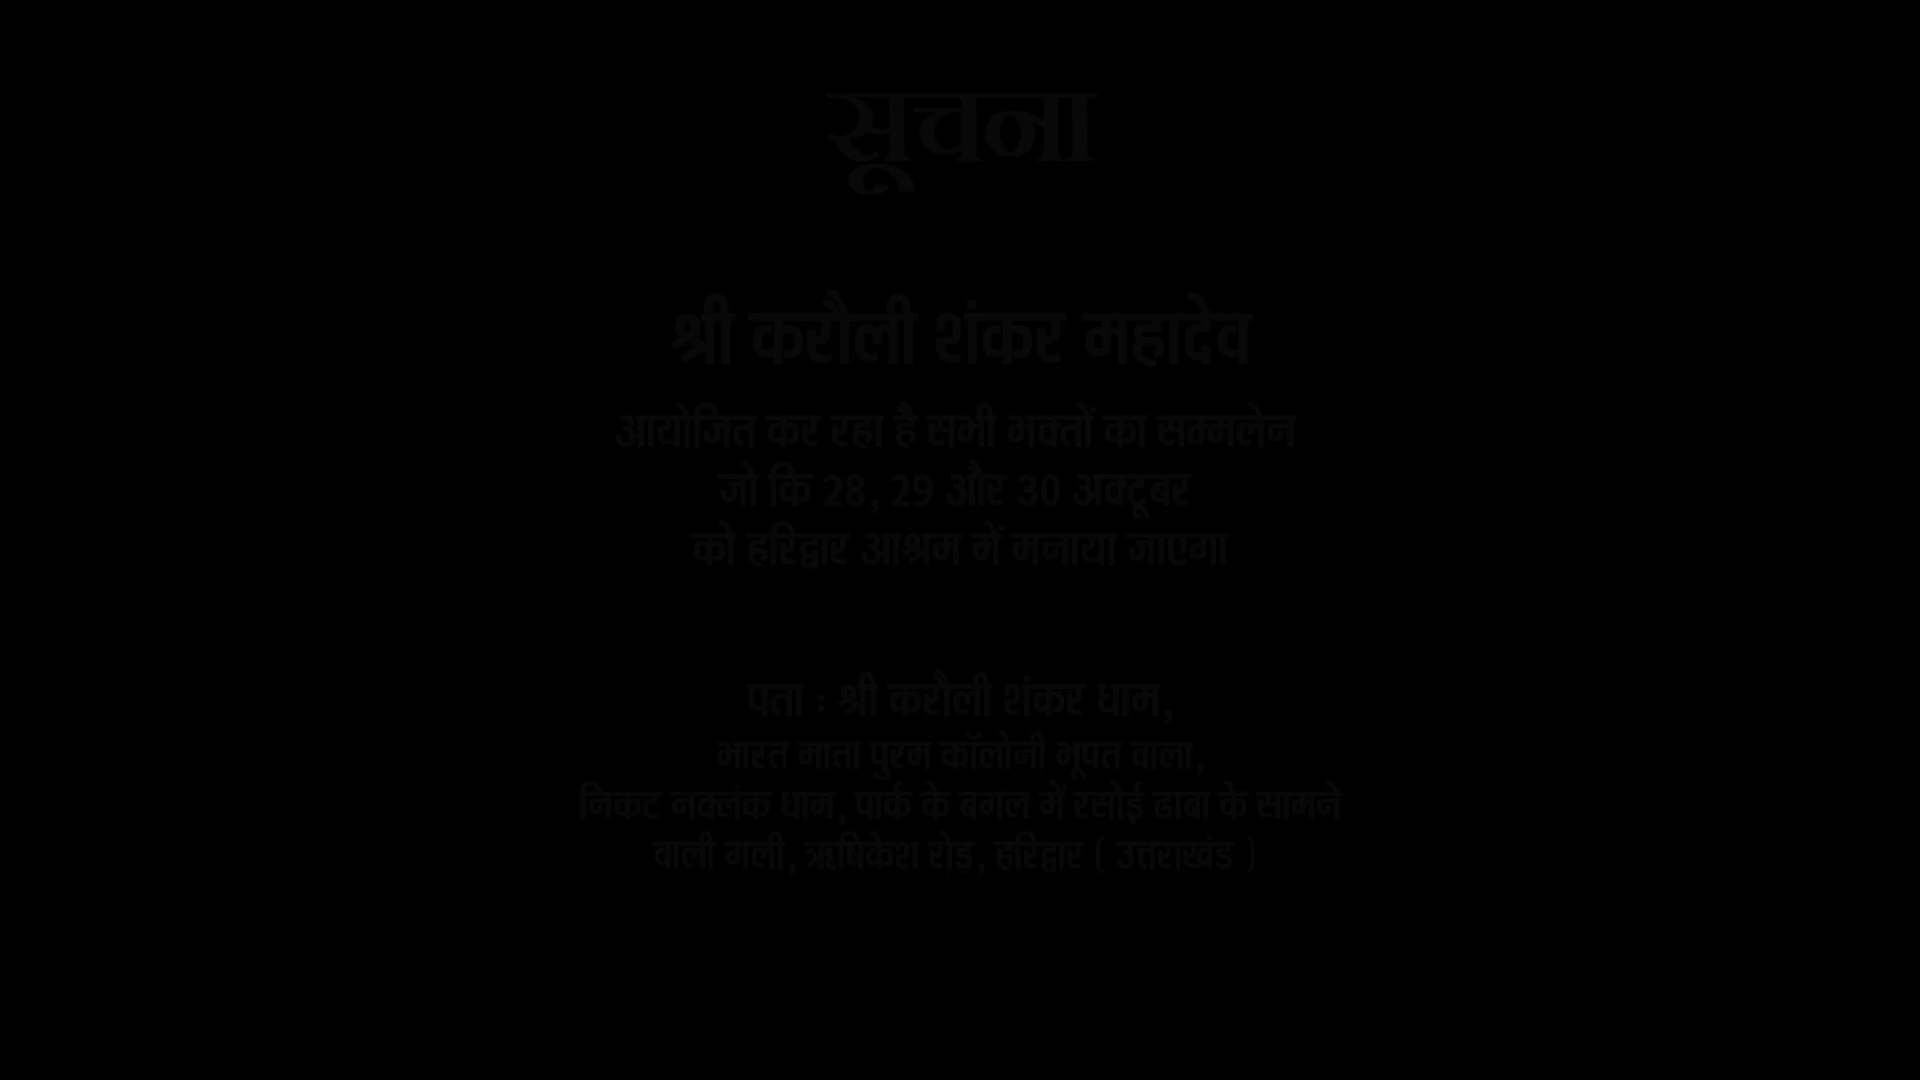 सूचना
श्री करौली शंकर महादेव
आयोजित कर रहा है सभी भक्तों का सम्मलेन
जो कि 28, 29 और 30 अक्टूबर
को हरिद्वार आश्रम में मनाया जाएगा
पता : श्री करौली शंकर धाम,
भारत माता पुरम कॉलोनी भूपत वाला,
निकट नक्लंक धाम, पार्क के बगल में रसोई ढाबा के सामने
वाली गली, ऋषिकेश रोड़, हरिद्वार ( उत्तराखंड )